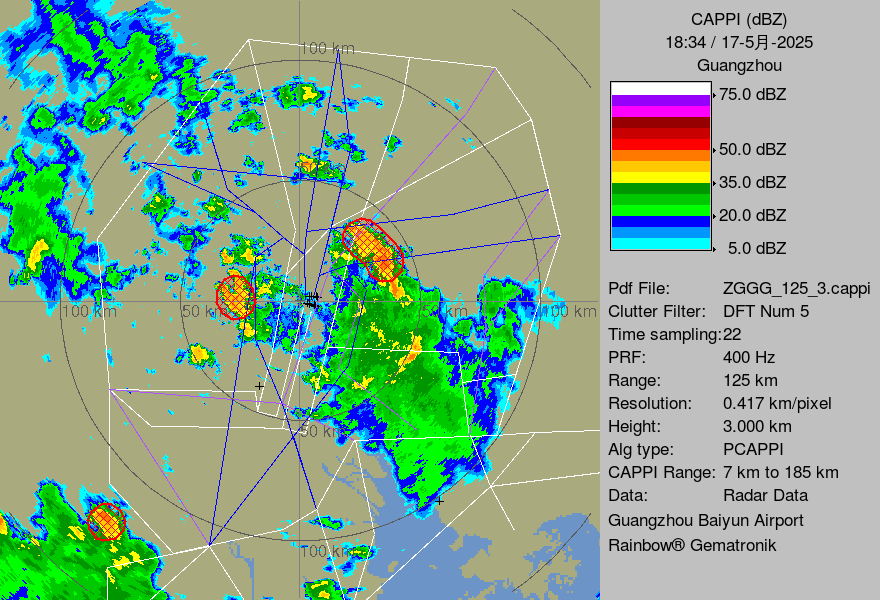 CAPPI (dBZ)
18:34 / 17-5月-2025
Guangzhou
75.0 dBZ
50.0 dBZ
35.0 dBZ
20.0 dBZ
5.0 dBZ
Pdf File: ZGGG_125_3.cappi
Clutter Filter: DFT Num 5
Time sampling:22
PRF: 400 Hz
Range: 125 km
Resolution: 0.417 km/pixel
Height: 3.000 km
Alg type: PCAPPI
CAPPI Range: 7 km to 185 km
Data: Radar Data
Guangzhou Baiyun Airport
Rainbow® Gematronik
100 km
100 km
50 km
100 km
50 km
100 km